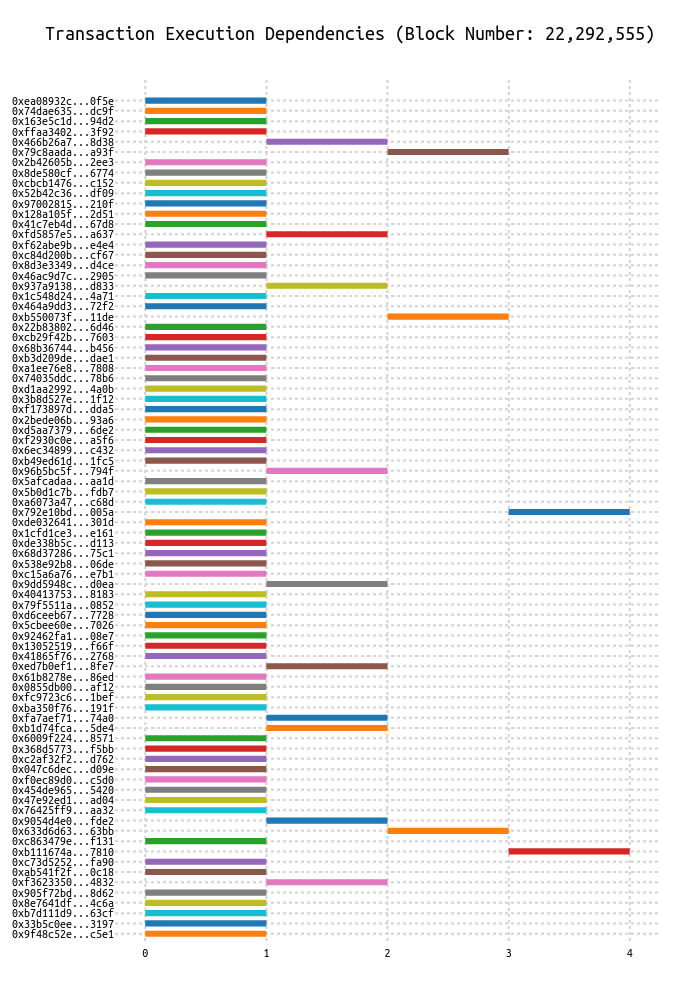 Transaction Execution Dependencies (Block Number: 22,292,555)
0xea08932c...0f5e
0x74dae635...dc9f
0x163e5c1d...94d2
0xffaa3402...3f92
0x466b26a7...8d38
0x79c8aada...a93f
0x2b42605b...2ee3
0x8de580cf...6774
0xcbcb1476...c152
0x52b42c36...df09
0x97002815...210f
0x128a105f...2d51
0x41c7eb4d...67d8
0xfd5857e5...a637
0xf62abe9b...e4e4
0xc84d200b...cf67
0x8d3e3349...d4ce
0x46ac9d7c...2905
0x937a9138...d833
0x1c548d24...4a71
0x464a9dd3...72f2
0xb550073f...11de
0x22b83802...6d46
0xcb29f42b...7603
0x68b36744...b456
0xb3d209de...dae1
0xa1ee76e8...7808
0x74035ddc...78b6
0xd1aa2992...4a0b
0x3b8d527e...1f12
0xf173897d...dda5
0x2bede06b...93a6
0xd5aa7379...6de2
0xf2930c0e...a5f6
0x6ec34899...c432
0xb49ed61d...1fc5
0x96b5bc5f...794f
0x5afcadaa...aa1d
0x5b0d1c7b...fdb7
0xa6073a47...c68d
0x792e10bd...005a
0xde032641...301d
0x1cfd1ce3...e161
0xde338b5c...d113
0x68d37286...75c1
0x538e92b8...06de
0xc15a6a76...e7b1
0x9dd5948c...d0ea
0x40413753...8183
0x79f5511a...0852
0xd6ceeb67...7728
0x5cbee60e...7026
0x92462fa1...08e7
0x13052519...f66f
0x41865f76...2768
0xed7b0ef1...8fe7
0x61b8278e...86ed
0x0855db00...af12
0xfc9723c6...1bef
0xba350f76...191f
0xfa7aef71...74a0
0xb1d74fca...5de4
0x6009f224...8571
0x368d5773...f5bb
0xc2af32f2...d762
0x047c6dec...d09e
0xf0ec89d0...c5d0
0x454de965...5420
0x47e92ed1...ad04
0x76425ff9...aa32
0x9054d4e0...fde2
0x633d6d63...63bb
0xc863479e...f131
0xb111674a...7810
0xc73d5252...fa90
0xab541f2f...0c18
0xf3623350...4832
0x905f72bd...8d62
0x8e7641df...4c6a
0xb7d111d9...63cf
0x33b5c0ee...3197
0x9f48c52e...c5e1
0 1 2 3 4